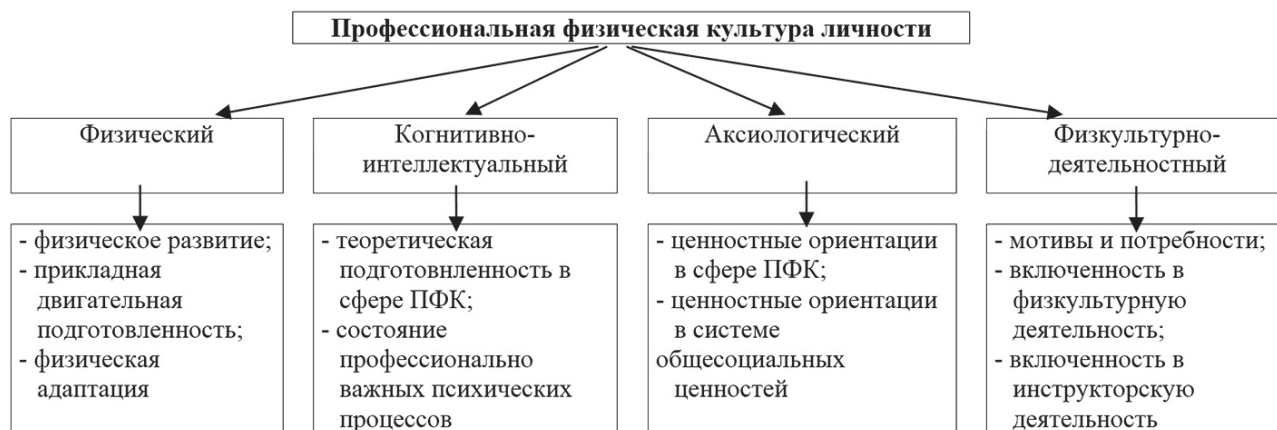 Профессиональная физическая культура личности
Физический
Когнитивно-
интеллектуальный
Аксиологический
Физкультурно-
деятельностный
- физическое развитие;
- прикладная
двигательная
подготовленность;
- физическая
адаптация
- теоретическая
подготовнленность в
сфере ПФК;
- состояние
профессионально
важных психических
процессов
- ценностные ориентации
в сфере ПФК;
- ценностные ориентации
в системе
общесоциальных
ценностей
- мотивы и потребности;
- включенность в
физкультурную
деятельность;
- включенность в
инструкторскую
деятельность